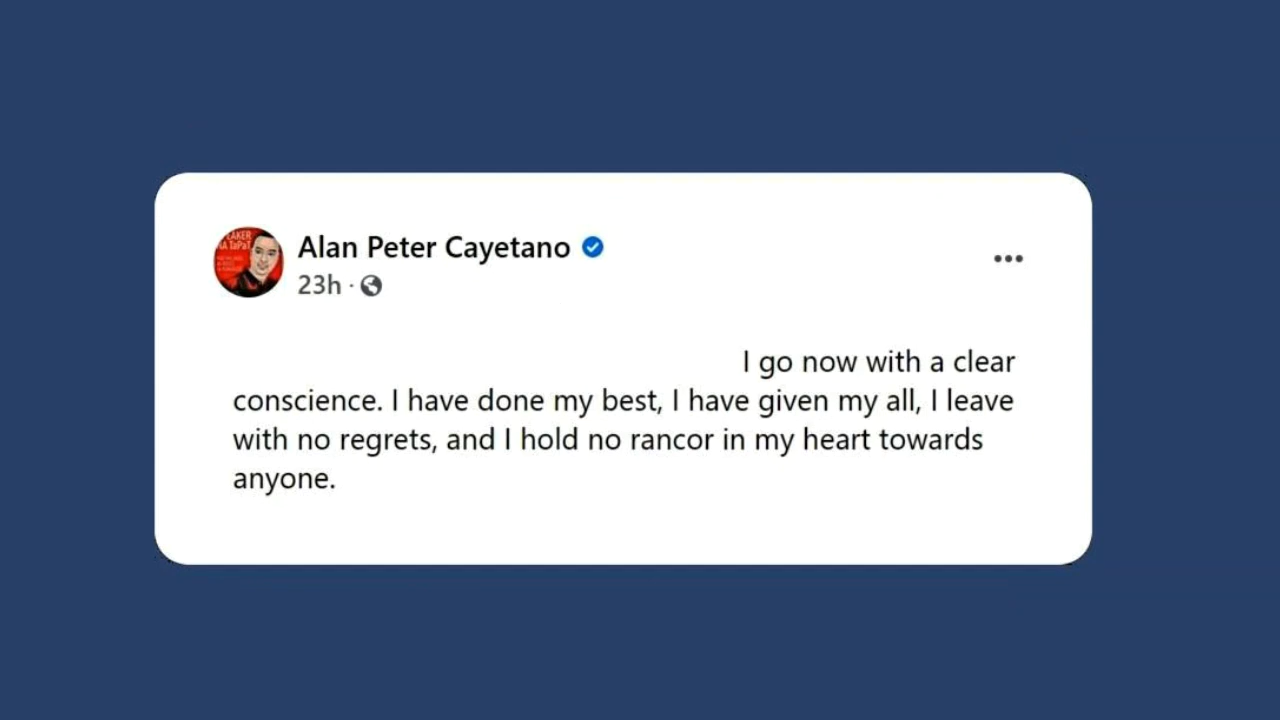 Alan Peter Cayetano
23h ·
I go now with a clear
conscience. I have done my best, I have given my all, I leave
with no regrets, and I hold no rancor in my heart towards
anyone.